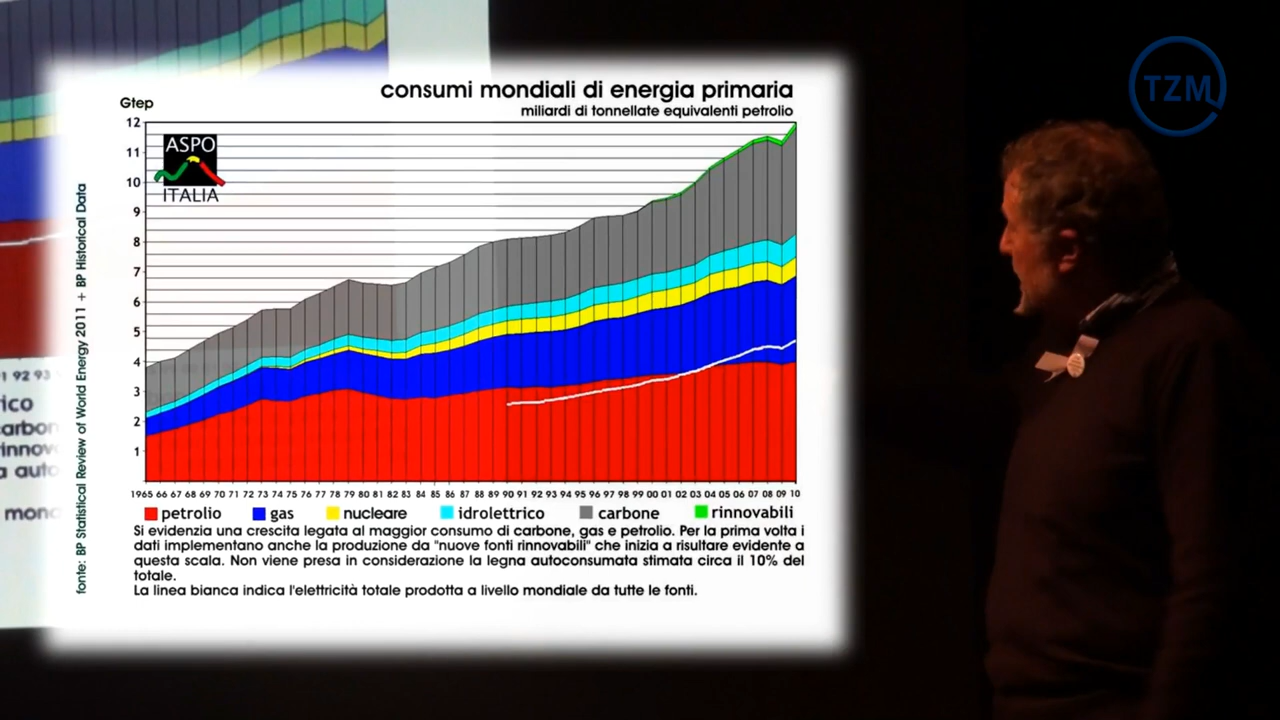 TZM
consumi mondiali di energia primaria
miliardi di tonnellate equivalenti petrolio
Gtep
12
11
10
9
8
7
6
5
4
3
2
1
ASPO
ITALIA
fonte: BP Statistical Review of World Energy 2011 + BP Historical Data
1965 66 67 68 69 70 71 72 73 74 75 76 77 78 79 80 81 82 83 84 85 86 87 88 89 90 91 92 93 94 95 96 97 98 99 00 01 02 03 04 05 06 07 08 09 10
petrolio gas nucleare idrolettrico carbone rinnovabili
Si evidenzia una crescita legata al maggior consumo di carbone, gas e petrolio. Per la prima volta i
dati implementano anche la produzione da "nuove fonti rinnovabili" che inizia a risultare evidente a
questa scala. Non viene presa in considerazione la legna autoconsumata stimata circa il 10% del
totale.
La linea bianca indica l'elettricità totale prodotta a livello mondiale da tutte le fonti.
92 93